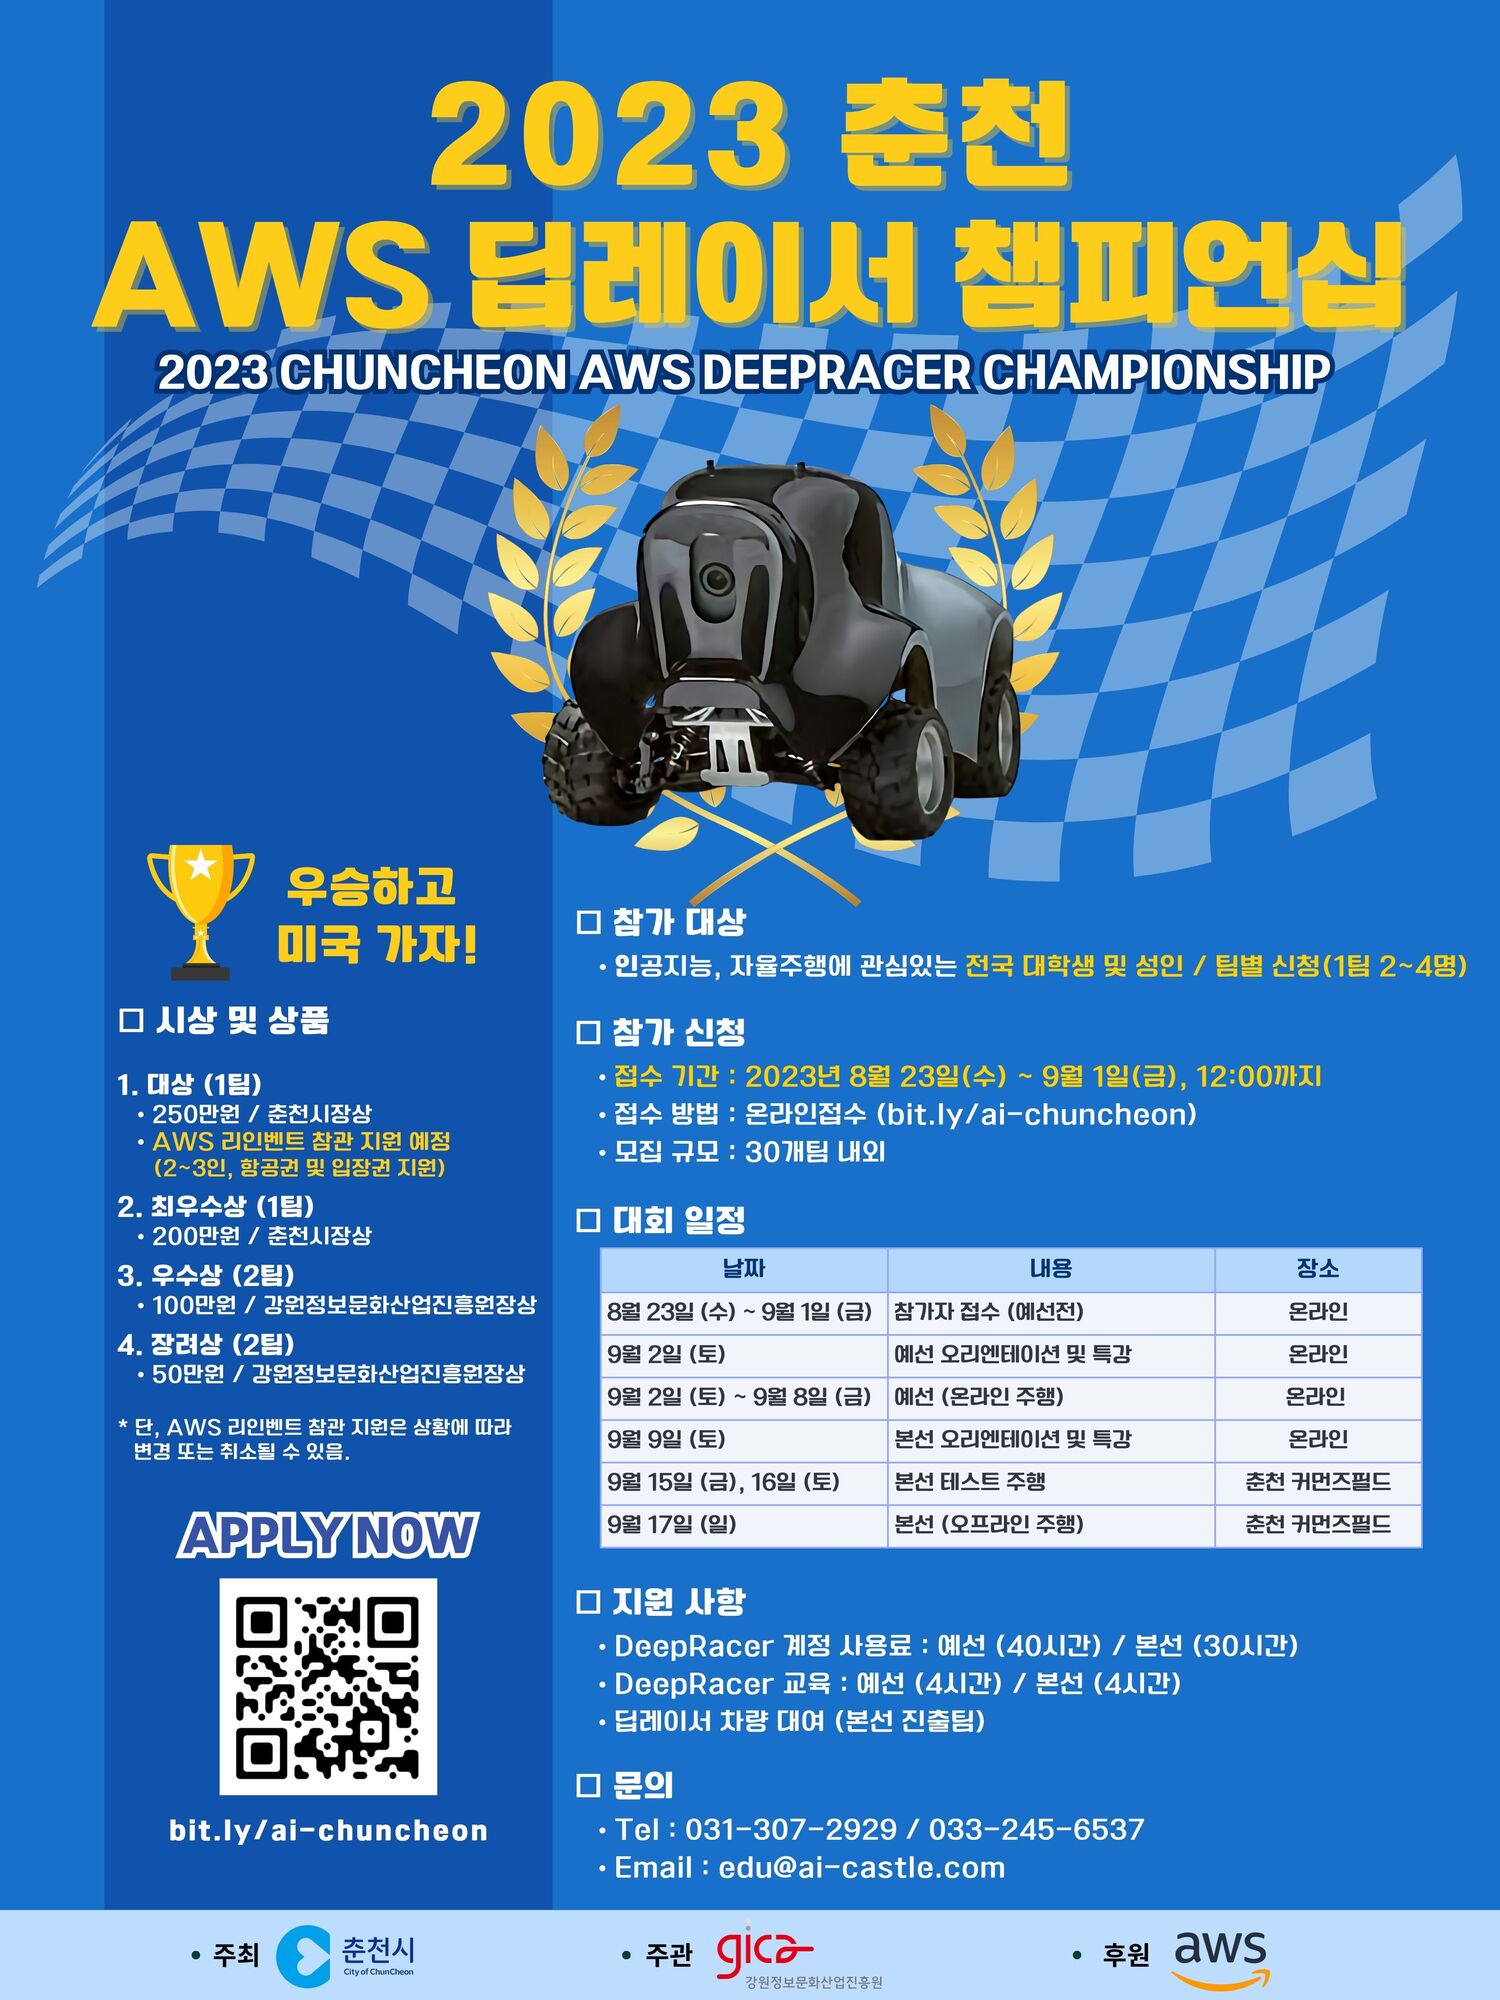 2023 춘천
AWS 딥레이서 챔피언십
2023 CHUNCHEON AWS DEEPRACER CHAMPIONSHIP
우승하고
미국 가자!
□ 시상 및 상품
1. 대상 (1팀)
• 250만원 / 춘천시장상
• AWS 리인벤트 참관 지원 예정
(2~3인, 항공권 및 입장권 지원)
2. 최우수상 (1팀)
• 200만원 / 춘천시장상
3. 우수상 (2팀)
• 100만원 / 강원정보문화산업진흥원장상
4. 장려상 (2팀)
• 50만원 / 강원정보문화산업진흥원장상
* 단, AWS 리인벤트 참관 지원은 상황에 따라
변경 또는 취소될 수 있음.
APPLY NOW
bit.ly/ai-chuncheon
□ 참가 대상
• 인공지능, 자율주행에 관심있는 전국 대학생 및 성인 / 팀별 신청(1팀 2~4명)
□ 참가 신청
• 접수 기간 : 2023년 8월 23일(수) ~ 9월 1일(금), 12:00까지
• 접수 방법 : 온라인접수 (bit.ly/ai-chuncheon)
• 모집 규모 : 30개팀 내외
□ 대회 일정
날짜 내용 장소
8월 23일 (수) ~ 9월 1일 (금) 참가자 접수 (예선전) 온라인
9월 2일 (토) 예선 오리엔테이션 및 특강 온라인
9월 2일 (토) ~ 9월 8일 (금) 예선 (온라인 주행) 온라인
9월 9일 (토) 본선 오리엔테이션 및 특강 온라인
9월 15일 (금), 16일 (토) 본선 테스트 주행 춘천 커먼즈필드
9월 17일 (일) 본선 (오프라인 주행) 춘천 커먼즈필드
□ 지원 사항
• DeepRacer 계정 사용료 : 예선 (40시간) / 본선 (30시간)
• DeepRacer 교육 : 예선 (4시간) / 본선 (4시간)
• 딥레이서 차량 대여 (본선 진출팀)
□ 문의
• Tel : 031-307-2929 / 033-245-6537
• Email : edu@ai-castle.com
• 주최 춘천시
City of ChunCheon
• 주관 gica
강원정보문화산업진흥원
• 후원 aws